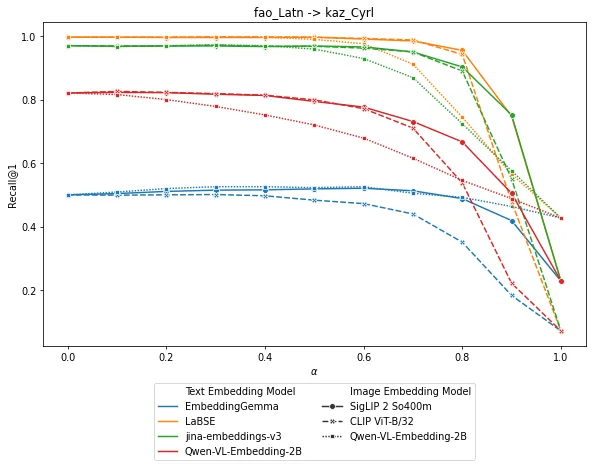 fao_Latn -> kaz_Cyrl
1.0
0.8
0.6
0.4
0.2
Recall@1
0.0 0.2 0.4 0.6 0.8 1.0
α
Text Embedding Model
EmbeddingGemma
LaBSE
jina-embeddings-v3
Qwen-VL-Embedding-2B
Image Embedding Model
SigLIP 2 So400m
CLIP ViT-B/32
Qwen-VL-Embedding-2B